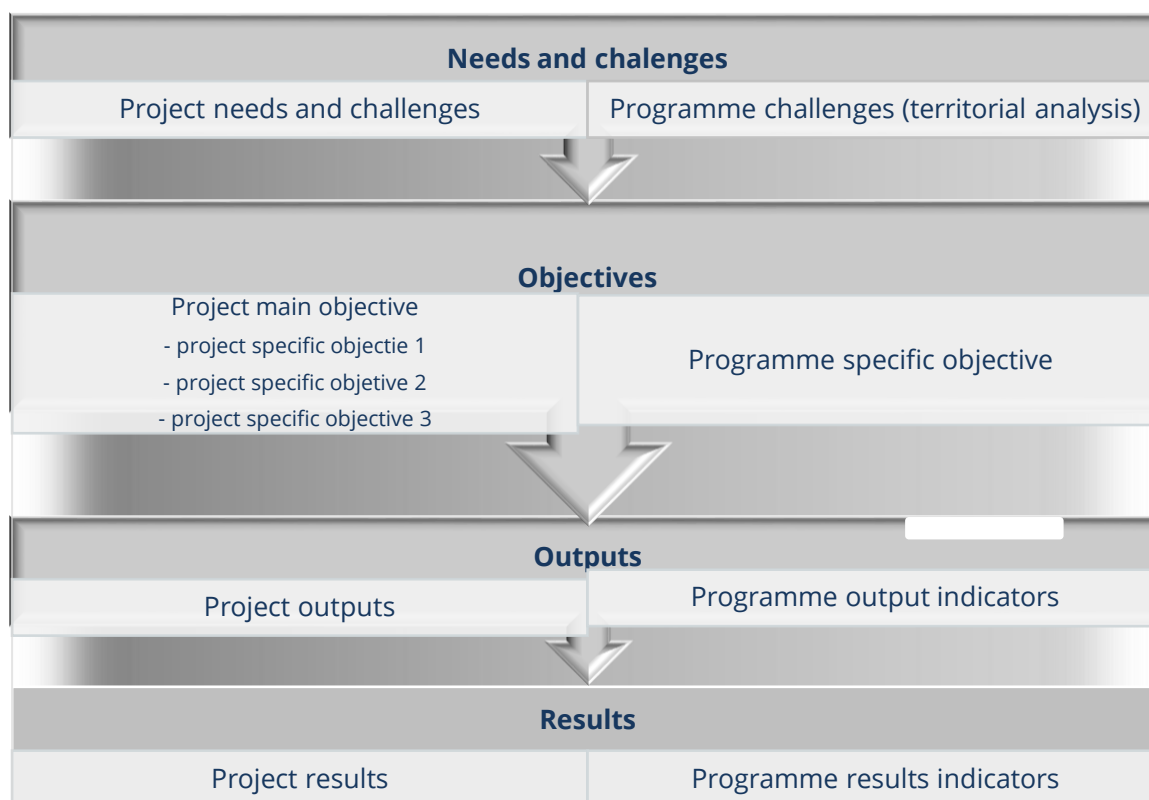 Needs and chalenges
Project needs and challenges
Programme challenges (territorial analysis)
Objectives
Project main objective
- project specific objectie 1
- project specific objetive 2
- project specific objective 3
Programme specific objective
Outputs
Project outputs
Programme output indicators
Results
Project results
Programme results indicators